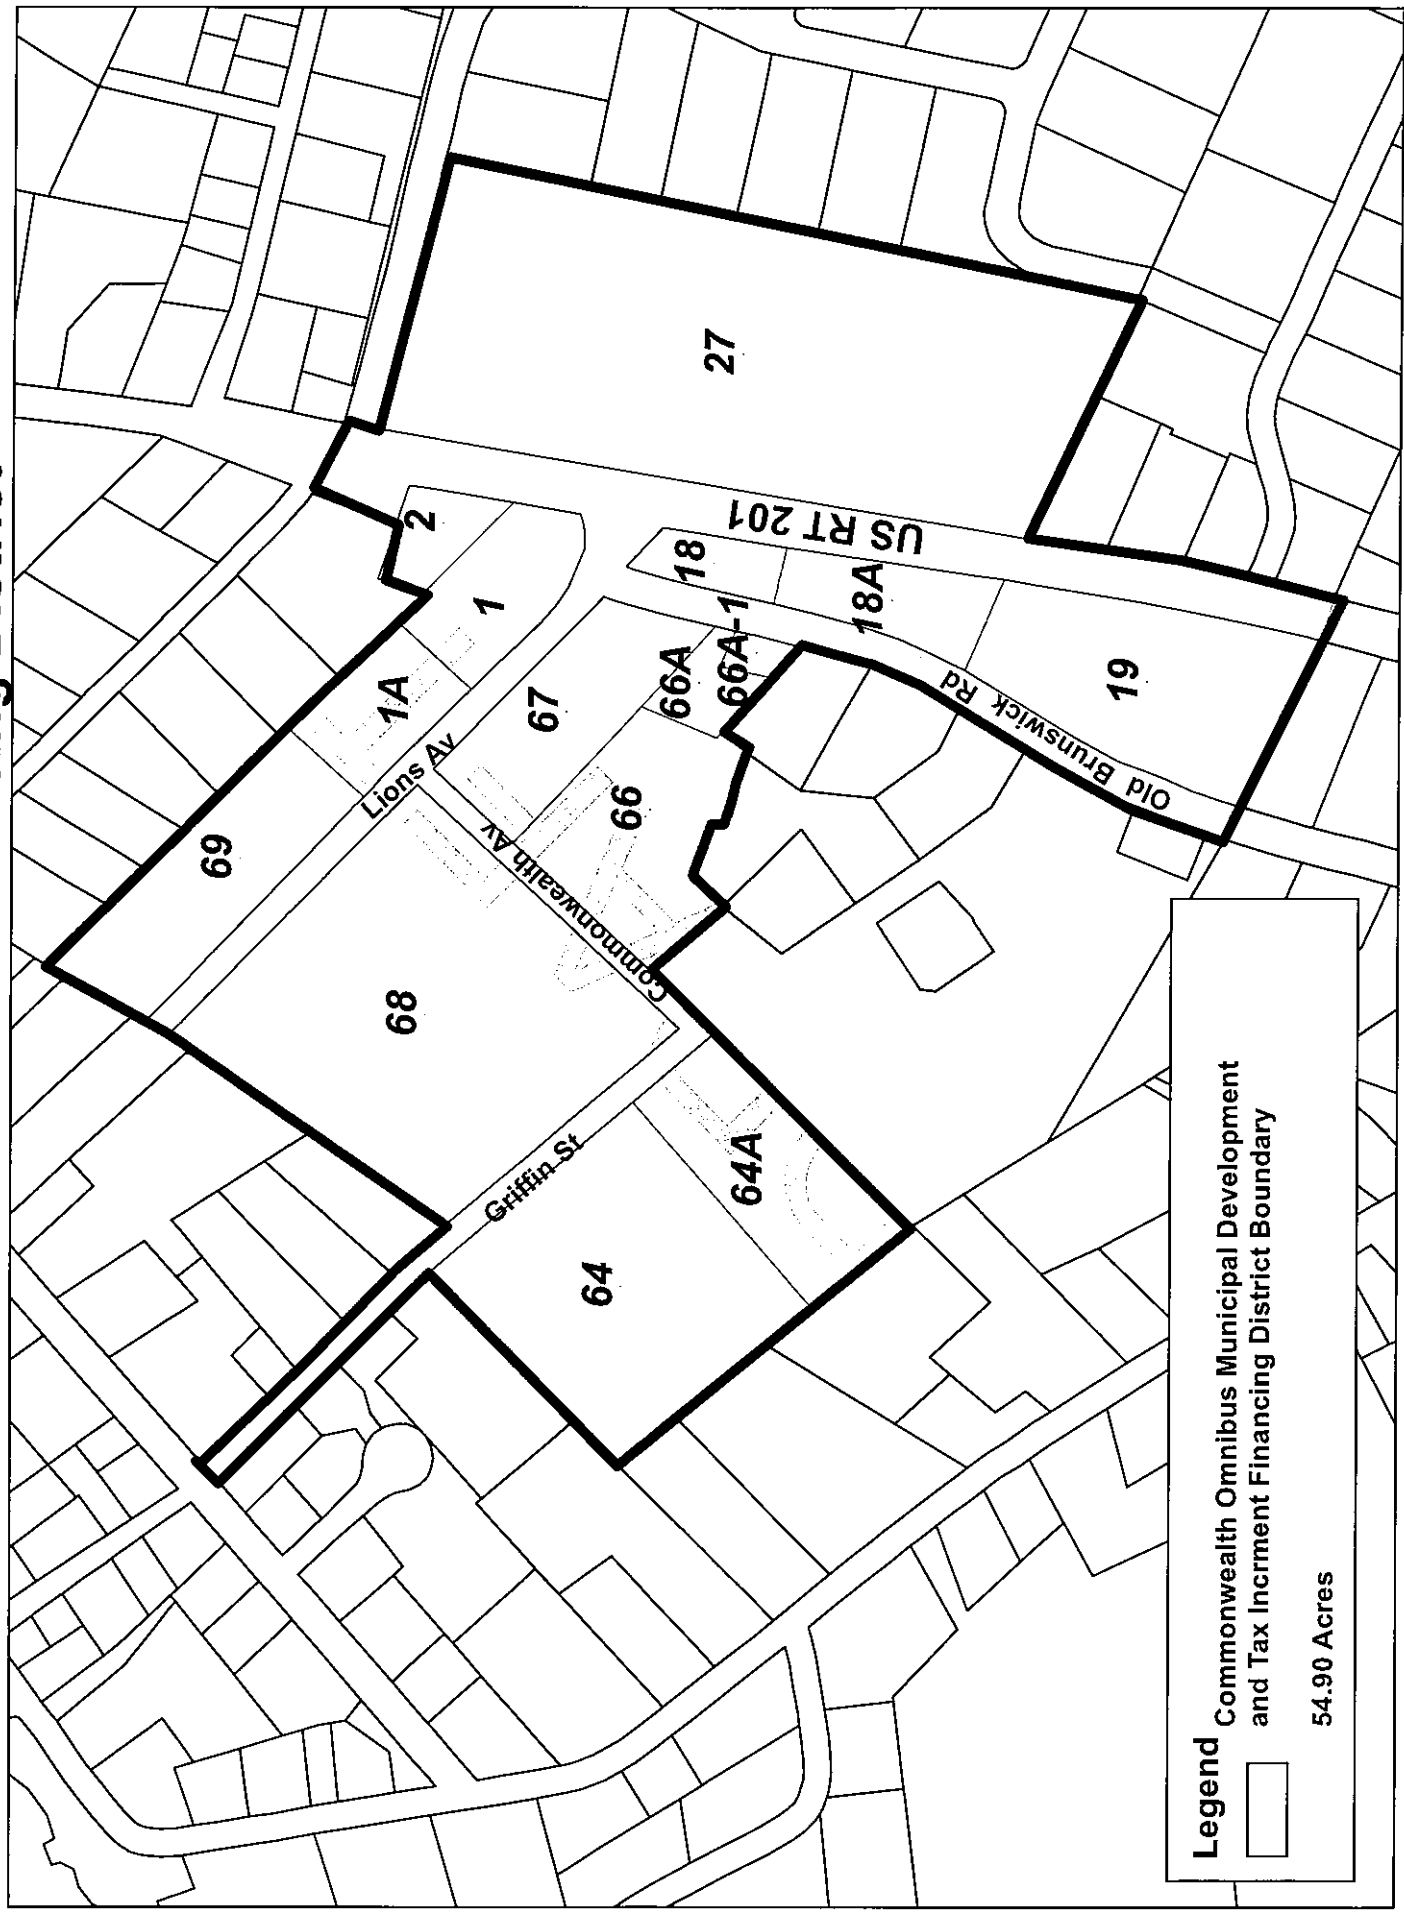 69
1A
1
2
Lions Av
68
67
Commonwealth Av
66
66A
66A-1
18
18A
US RT 201
27
Griffin St
64
64A
Old Brunswick Rd
19
Legend
Commonwealth Omnibus Municipal Development
and Tax Incrment Financing District Boundary
54.90 Acres